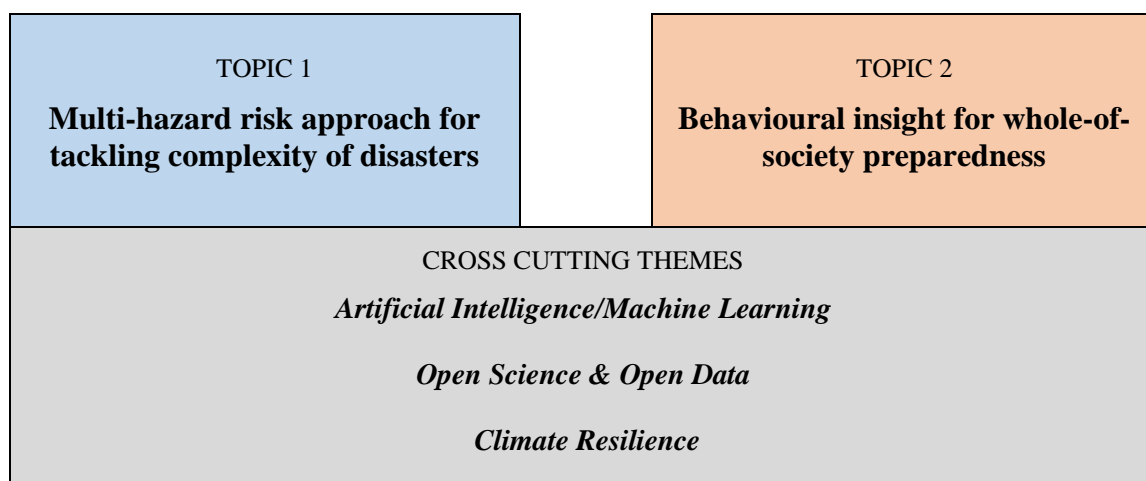 TOPIC 1
Multi-hazard risk approach for
tackling complexity of disasters
TOPIC 2
Behavioural insight for whole-of-
society preparedness
CROSS CUTTING THEMES
Artificial Intelligence/Machine Learning
Open Science & Open Data
Climate Resilience